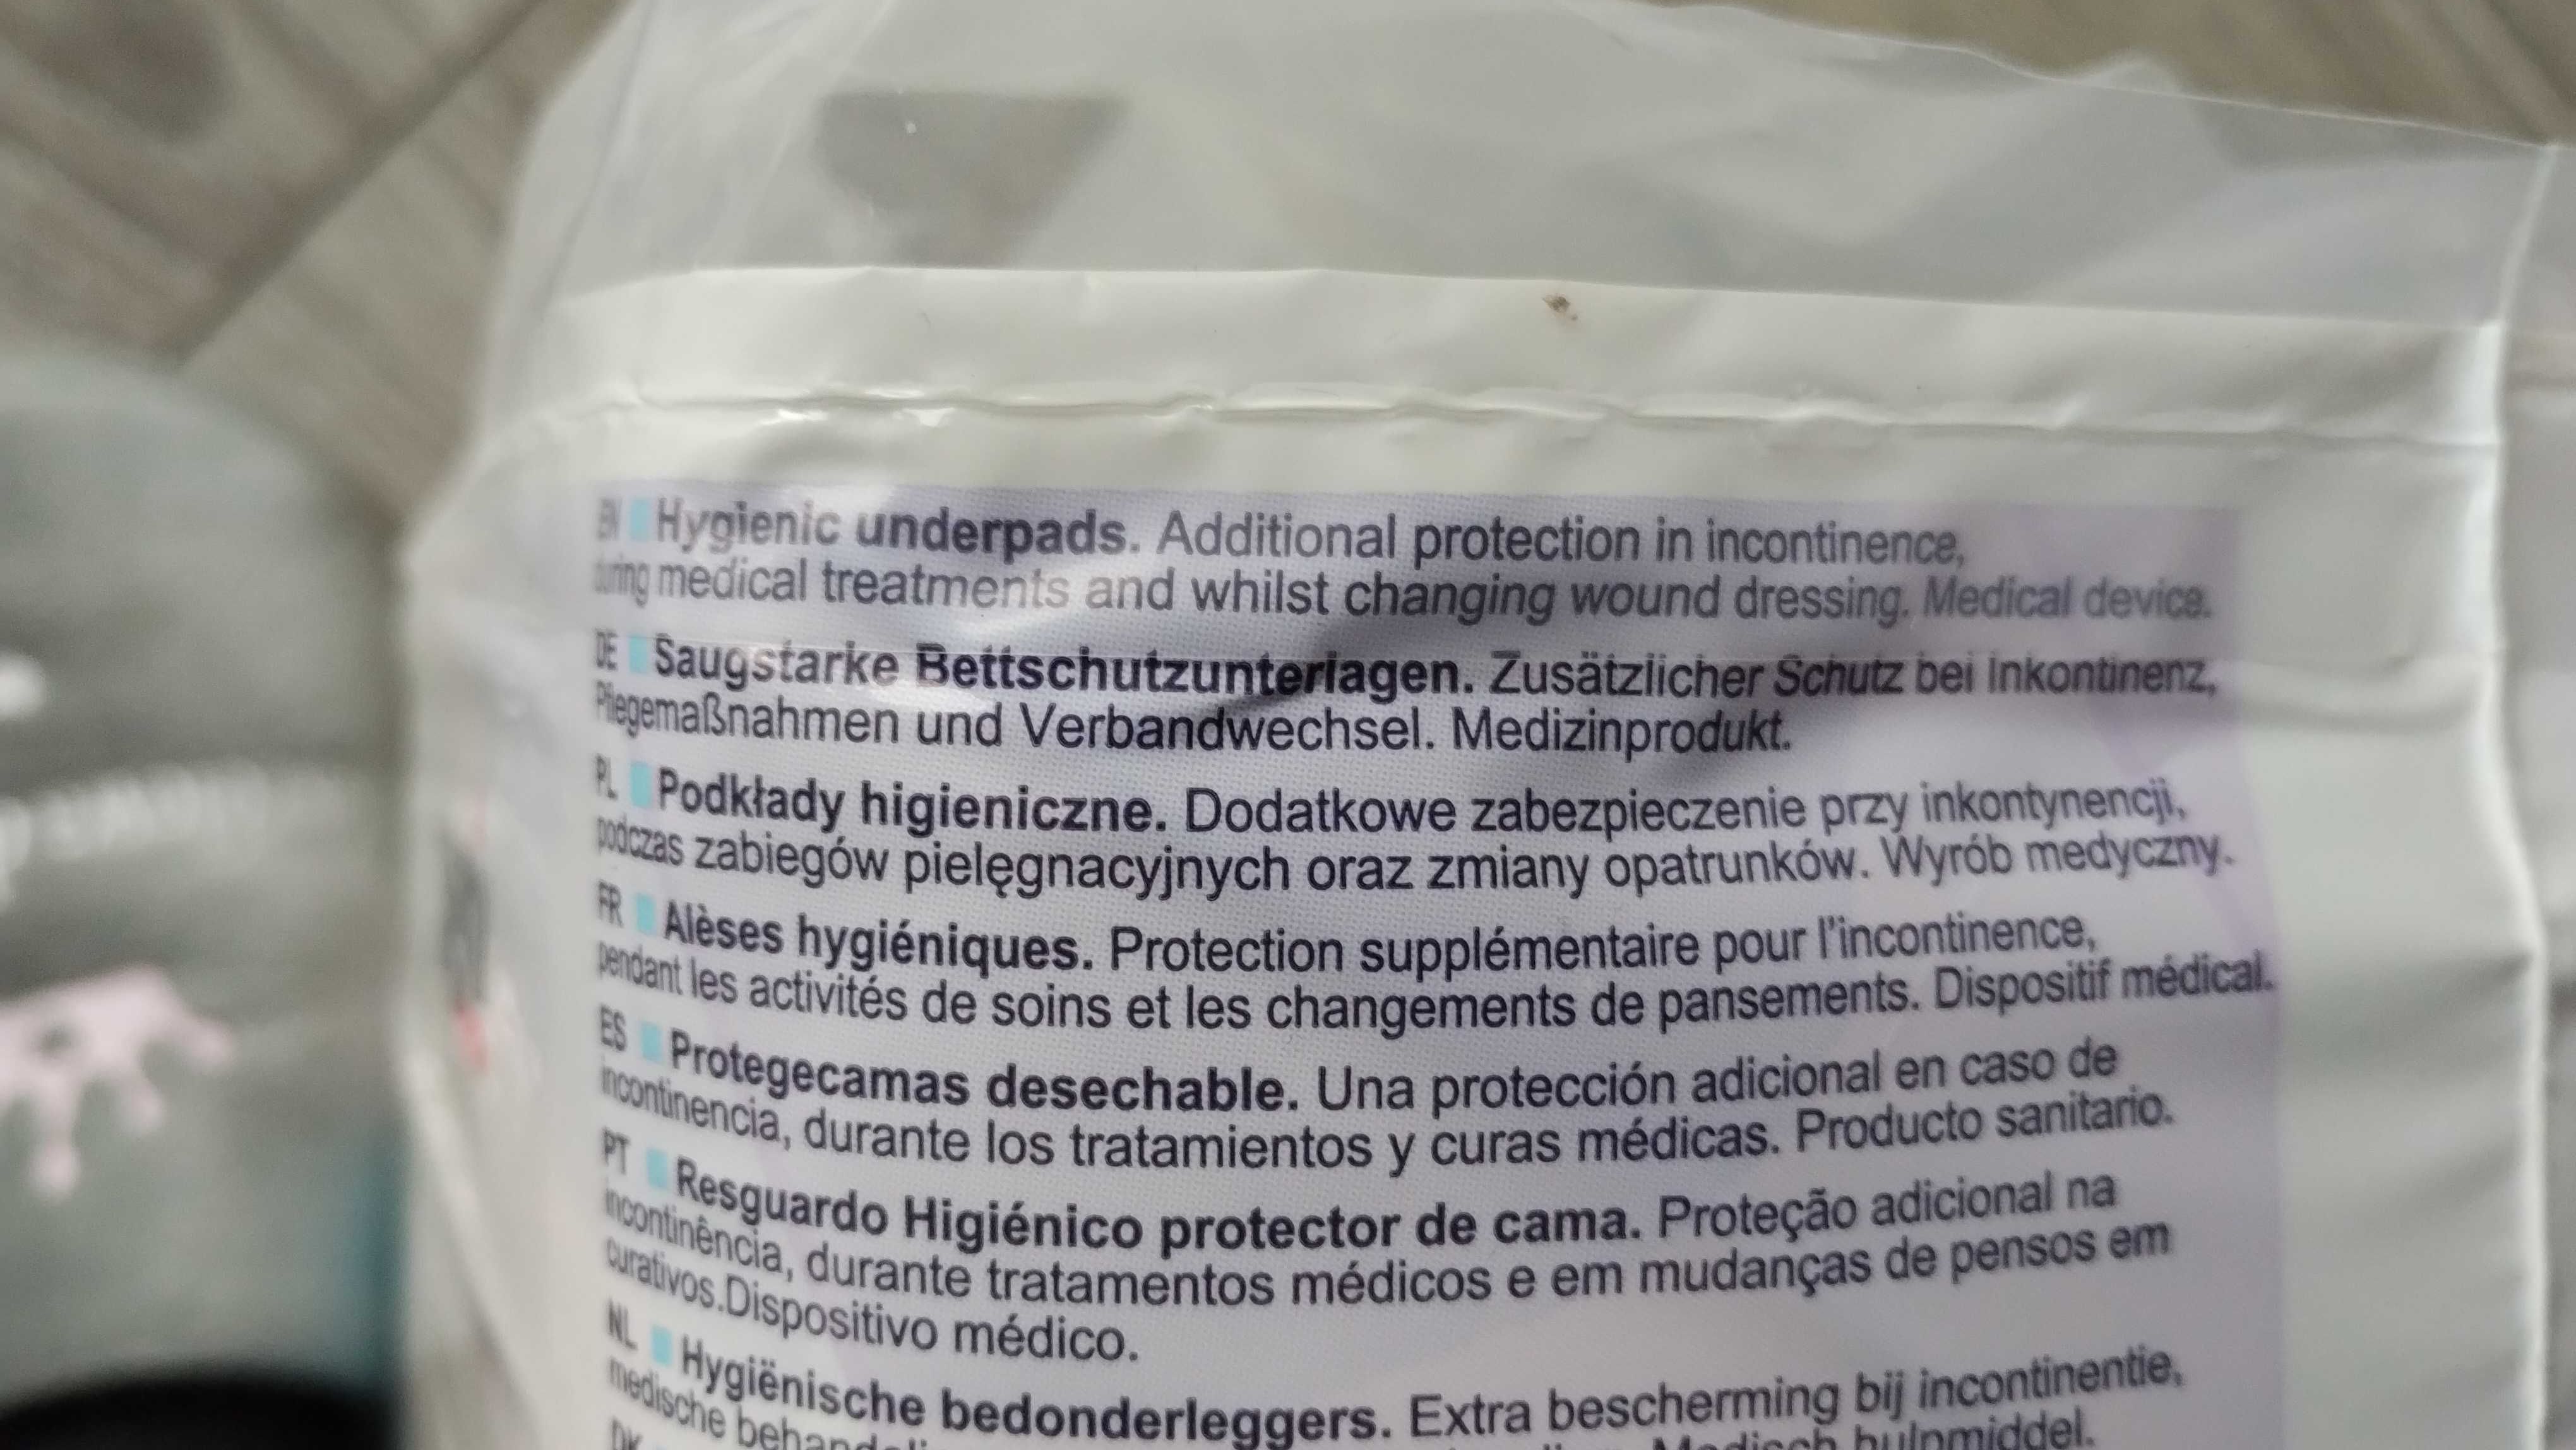 EN Hygienic underpads. Additional protection in incontinence,
during medical treatments and whilst changing wound dressing. Medical device.
DE Saugstarke Bettschutzunterlagen. Zusätzlicher Schutz bei Inkontinenz,
Pflegemaßnahmen und Verbandwechsel. Medizinprodukt.
PL Podkłady higieniczne. Dodatkowe zabezpieczenie przy inkontynencji,
podczas zabiegów pielęgnacyjnych oraz zmiany opatrunków. Wyrób medyczny.
FR Alèses hygiéniques. Protection supplémentaire pour l'incontinence,
pendant les activités de soins et les changements de pansements. Dispositif médical.
ES Protegecamas desechable. Una protección adicional en caso de
incontinencia, durante los tratamientos y curas médicas. Producto sanitario.
PT Resguardo Higiénico protector de cama. Proteção adicional na
incontinência, durante tratamentos médicos e em mudanças de pensos em
curativos.Dispositivo médico.
NL Hygiënische bedonderleggers. Extra bescherming bij incontinentie,
medische Medisch hulpmiddel.
DK